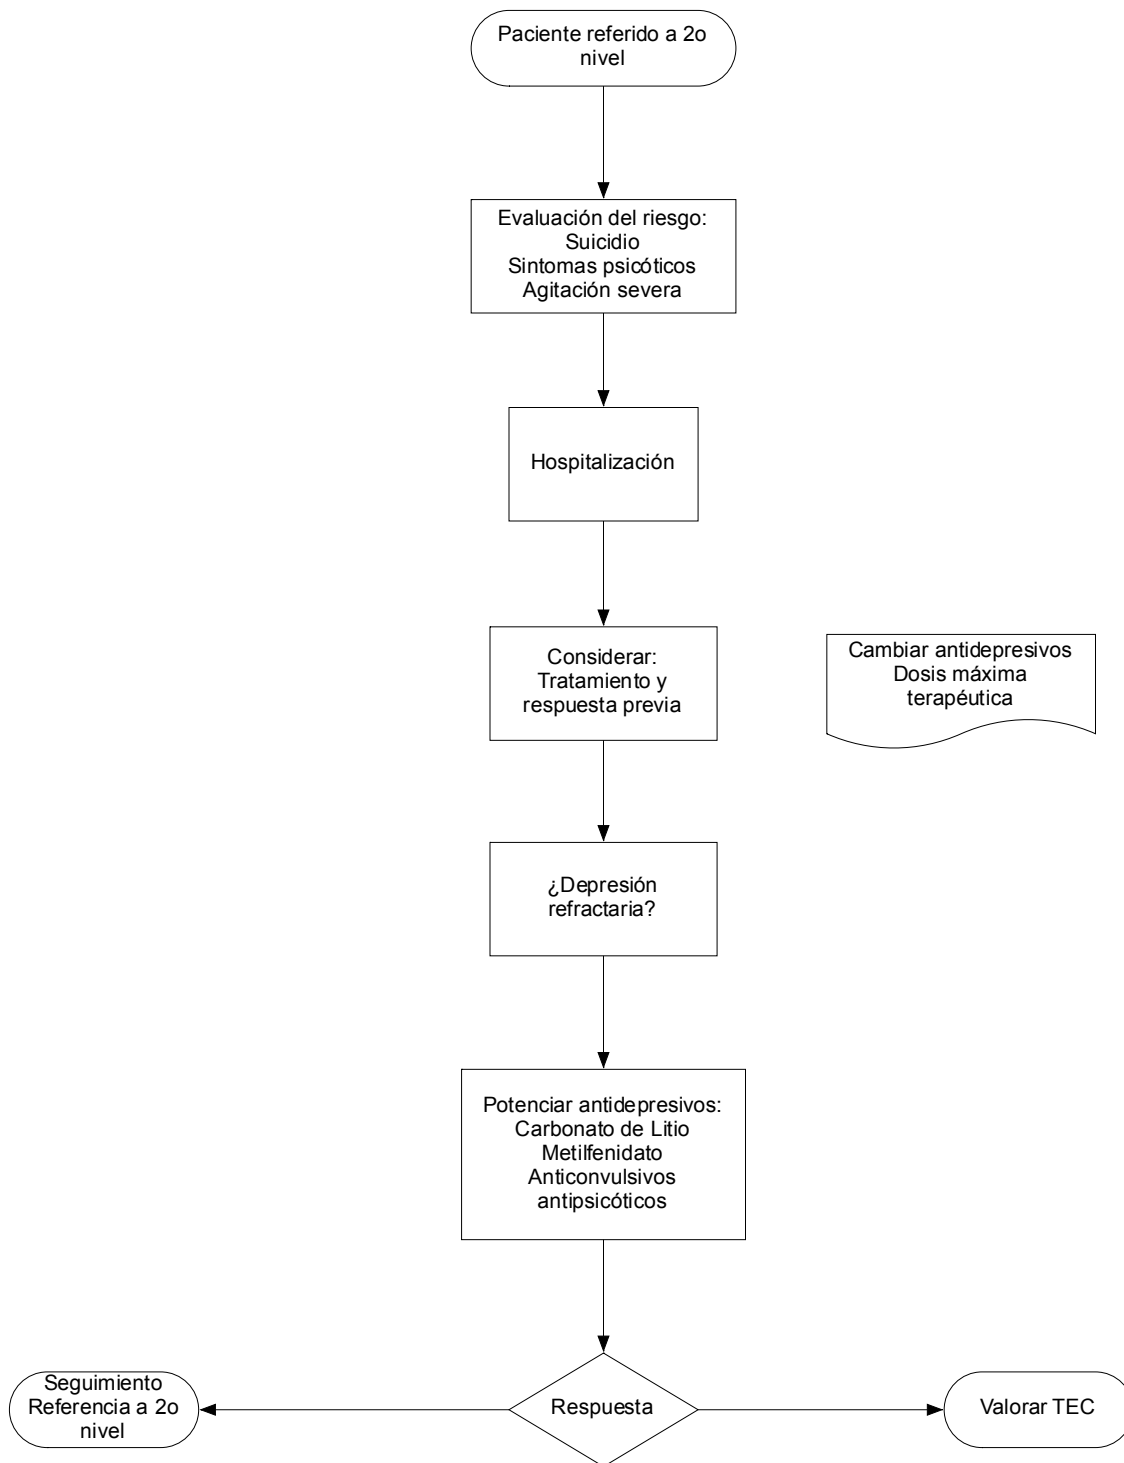 Paciente referido a 2o
nivel
Evaluación del riesgo:
Suicidio
Sintomas psicóticos
Agitación severa
Hospitalización
Considerar:
Tratamiento y
respuesta previa
Cambiar antidepresivos
Dosis máxima
terapéutica
¿Depresión
refractaria?
Potenciar antidepresivos:
Carbonato de Litio
Metilfenidato
Anticonvulsivos
antipsicóticos
Seguimiento
Referencia a 2o
nivel
Respuesta
Valorar TEC